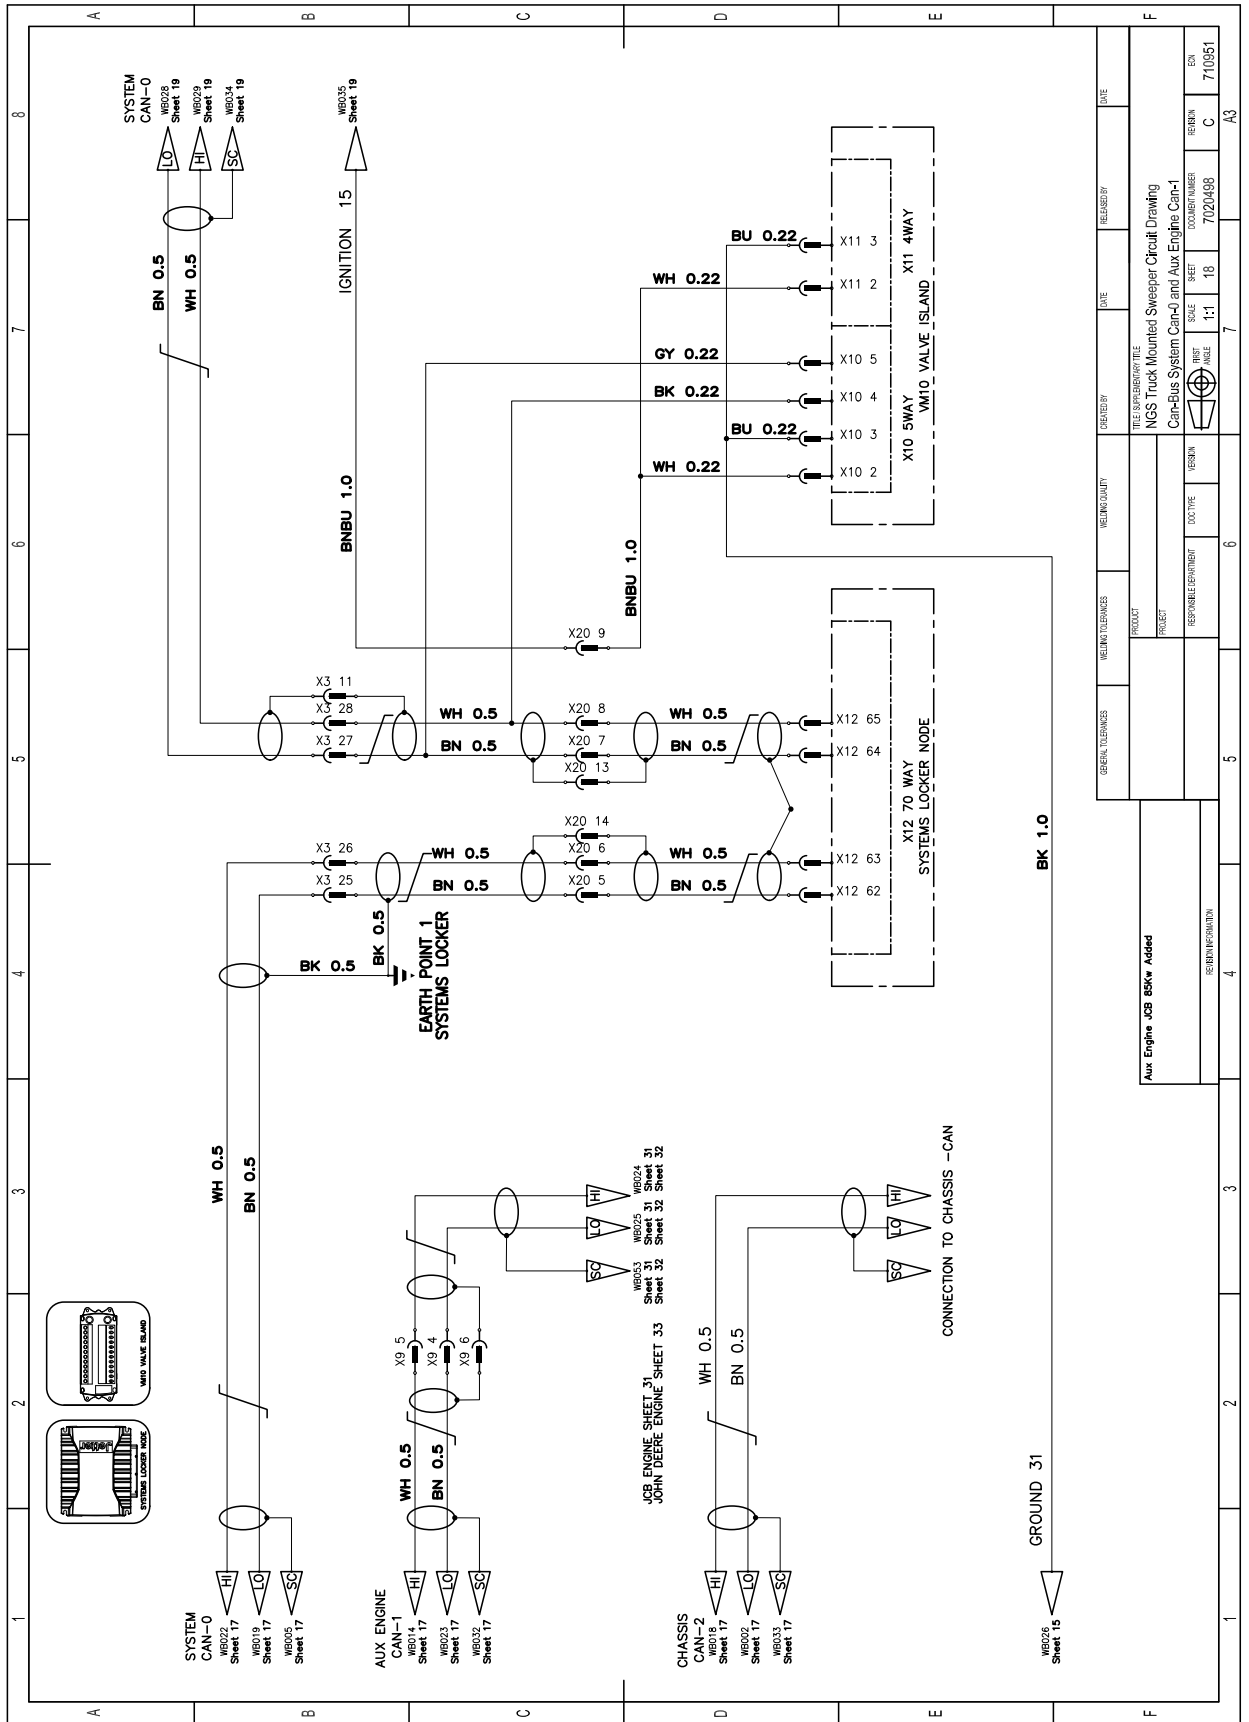 A
B
C
D
E
F
8
7
6
5
4
3
2
1
SYSTEM
CAN-0
WB028
Sheet 19
WB029
Sheet 19
WB034
Sheet 19
LO
HI
SC
WB035
Sheet 19
BN 0.5
WH 0.5
IGNITION 15
BNBU 1.0
BU 0.22
WH 0.22
GY 0.22
BK 0.22
BU 0.22
WH 0.22
X11 3
X11 2
X10 5
X10 4
X10 3
X10 2
X11 4WAY
X10 5WAY
VM10 VALVE ISLAND
BNBU 1.0
X20 9
X3 11
X3 28
X3 27
WH 0.5
BN 0.5
X20 8
X20 7
X20 13
WH 0.5
BN 0.5
X12 65
X12 64
X12 70 WAY
SYSTEMS LOCKER NODE
X3 26
X3 25
WH 0.5
BN 0.5
X20 14
X20 6
X20 5
WH 0.5
BN 0.5
X12 63
X12 62
BK 0.5
BK 0.5
EARTH POINT 1
SYSTEMS LOCKER
BK 1.0
WH 0.5
BN 0.5
VM10 VALVE ISLAND
Jetter
SYSTEMS LOCKER NODE
SYSTEM
CAN-0
WB022
Sheet 17
WB019
Sheet 17
WB005
Sheet 17
HI
LO
SC
AUX ENGINE
CAN-1
WB014
Sheet 17
WB023
Sheet 17
WB032
Sheet 17
HI
LO
SC
WH 0.5
BN 0.5
X9 5
X9 4
X9 6
HI
LO
SC
WB024
Sheet 31
Sheet 32
WB025
Sheet 31
Sheet 32
WB053
Sheet 31
Sheet 32
JCB ENGINE SHEET 31
JOHN DEERE ENGINE SHEET 33
CHASSIS
CAN-2
WB018
Sheet 17
WB002
Sheet 17
WB033
Sheet 17
HI
LO
SC
WH 0.5
BN 0.5
HI
LO
SC
CONNECTION TO CHASSIS -CAN
GROUND 31
WB026
Sheet 15
Aux Engine JCB 85Kw Added
REVISION INFORMATION
GENERAL TOLERANCES
WELDING TOLERANCES
WELDING QUALITY
CREATED BY
DATE
RELEASED BY
DATE
PRODUCT
PROJECT
TITLE / SUPPLEMENTARY TITLE
NGS Truck Mounted Sweeper Circuit Drawing
Can-Bus System Can-0 and Aux Engine Can-1
RESPONSIBLE DEPARTMENT
DOC TYPE
VERSION
FIRST
ANGLE
SCALE
1:1
SHEET
18
DOCUMENT NUMBER
7020498
REVISION
C
ECN
710951
1
2
3
4
5
6
7
A3
A
B
C
D
E
F